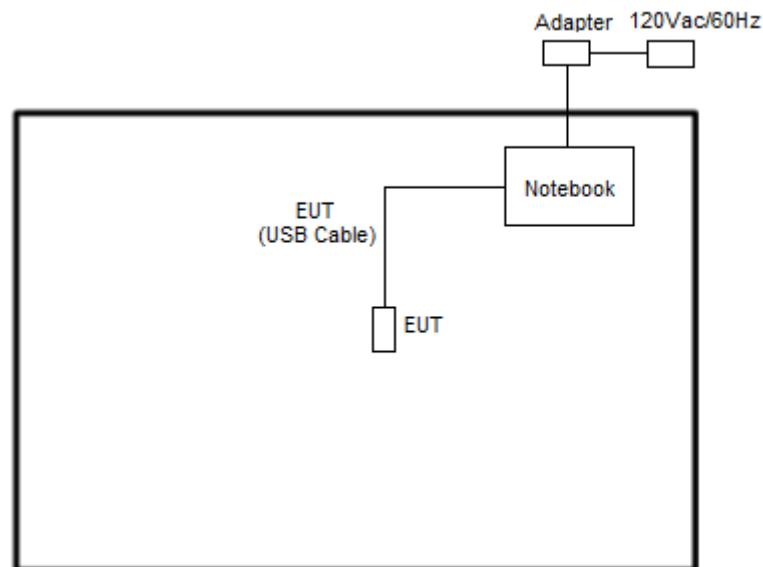 Adapter
120Vac/60Hz
Notebook
EUT
(USB Cable)
EUT